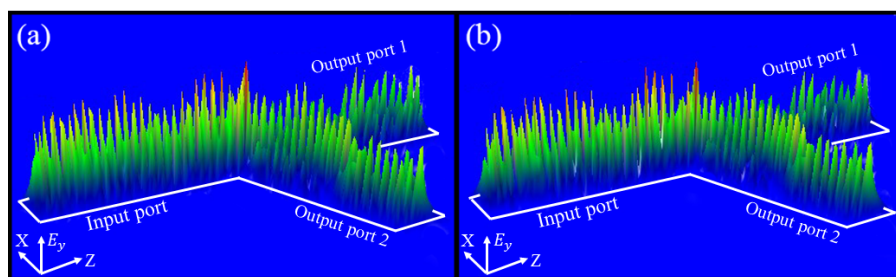 (a)
Output port 1
Input port
Output port 2
X
E_y
Z
(b)
Output port 1
Input port
Output port 2
X
E_y
Z